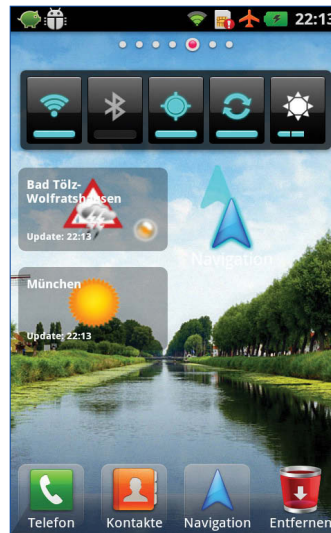 22:13
Bad Tölz-
Wolfratshausen
Update: 22:13
Navigation
München
Update: 22:13
Telefon
Kontakte
Navigation
Entfernen